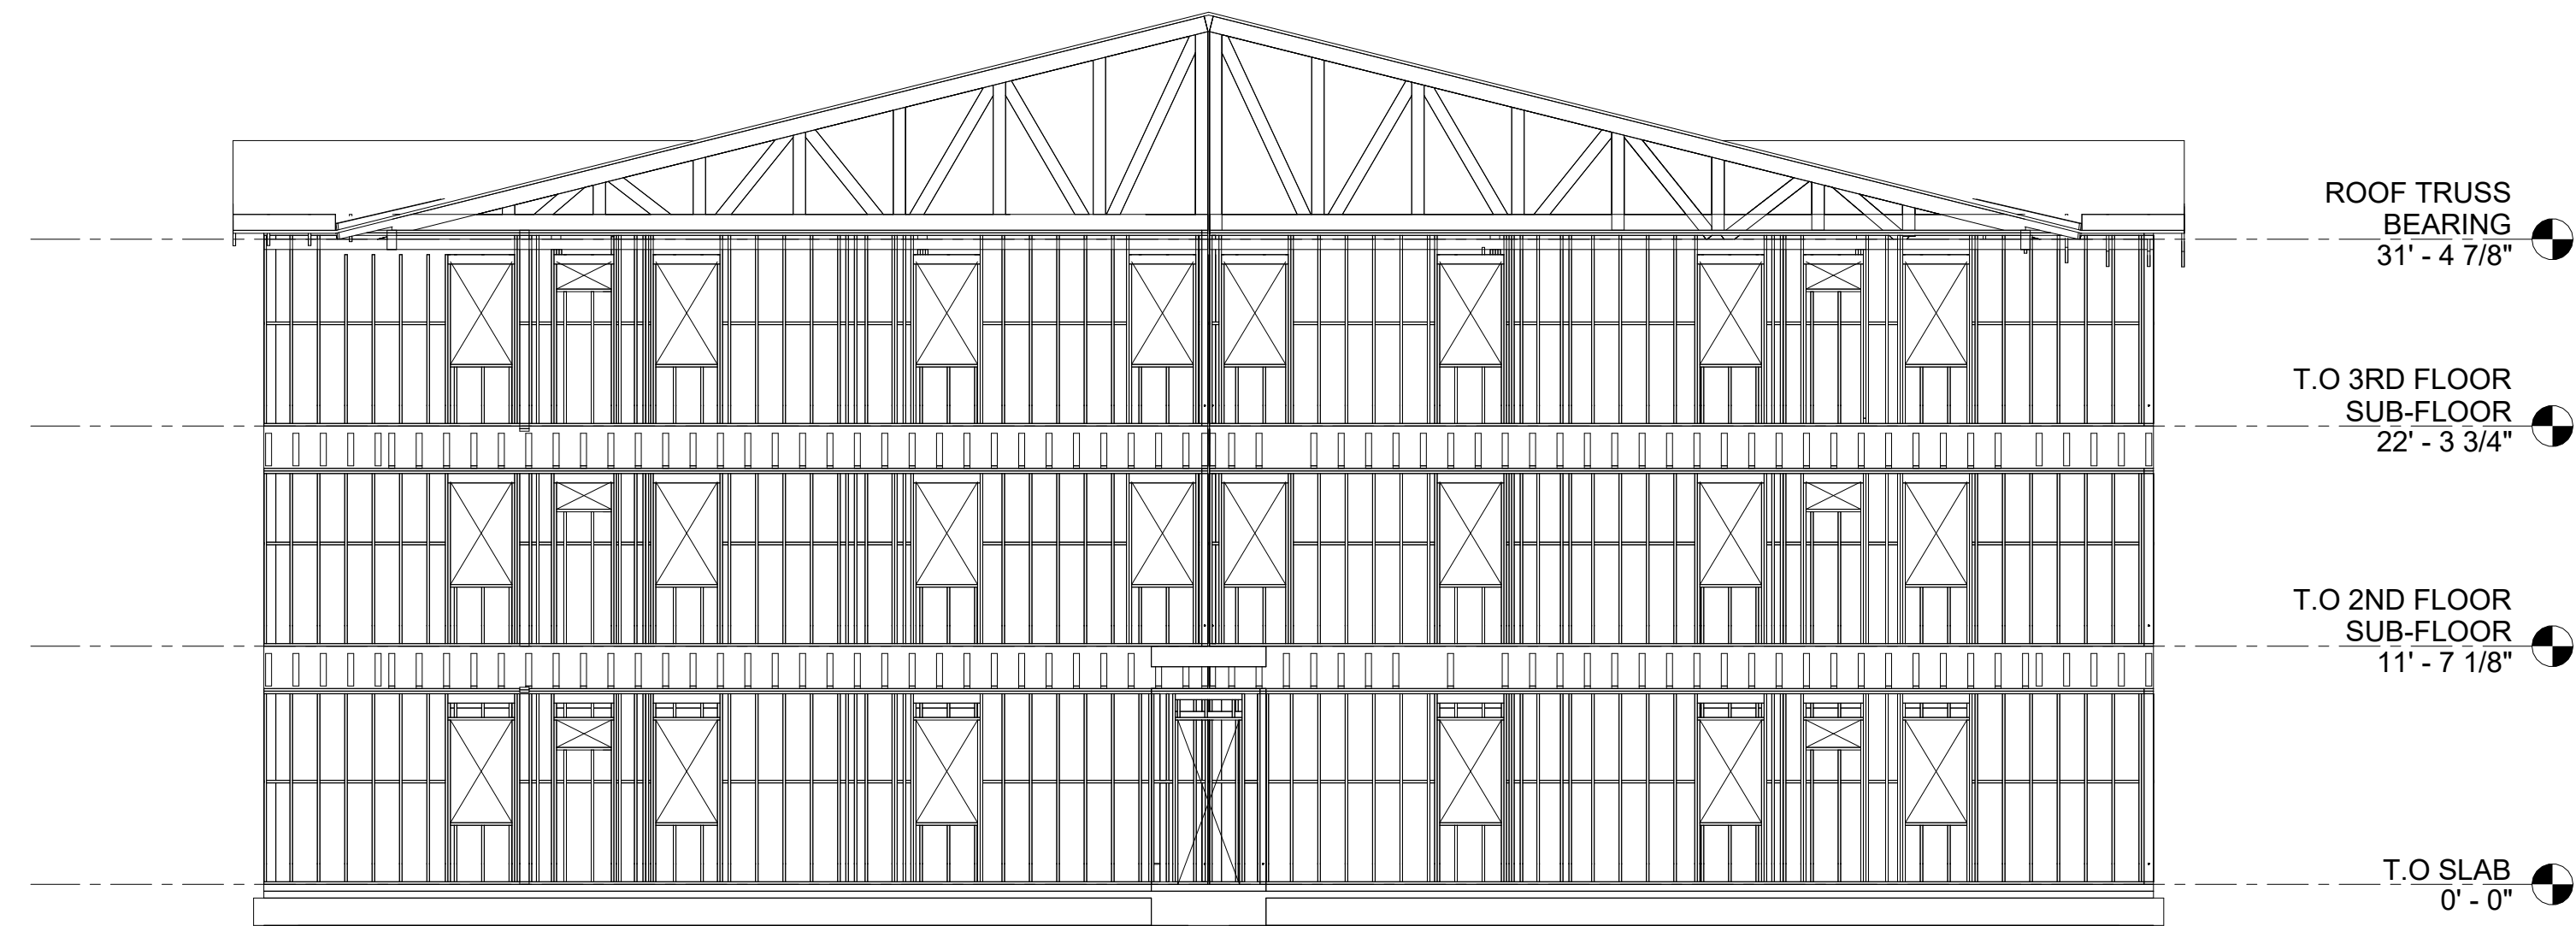 ROOF TRUSS
BEARING
31' - 4 7/8"
T.O 3RD FLOOR
SUB-FLOOR
22' - 3 3/4"
T.O 2ND FLOOR
SUB-FLOOR
11' - 7 1/8"
T.O SLAB
0' - 0"